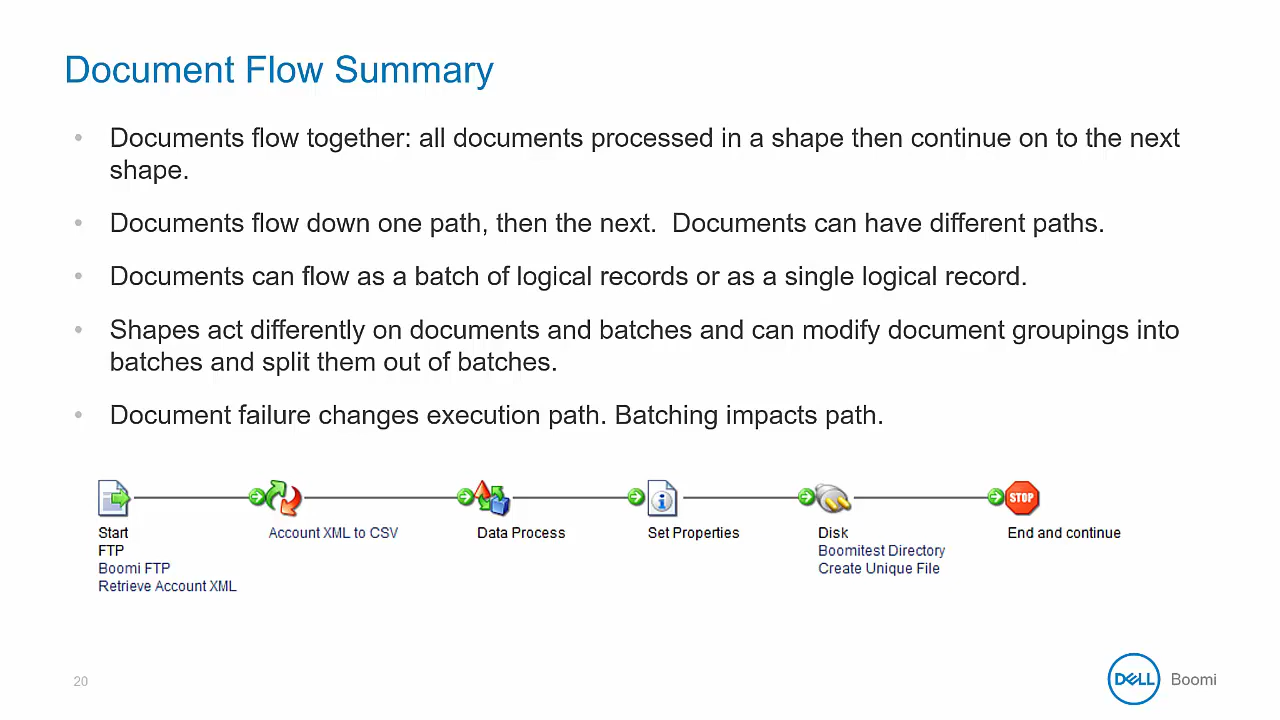 Document Flow Summary
• Documents flow together: all documents processed in a shape then continue on to the next
shape.
• Documents flow down one path, then the next.  Documents can have different paths.
• Documents can flow as a batch of logical records or as a single logical record.
• Shapes act differently on documents and batches and can modify document groupings into
batches and split them out of batches.
• Document failure changes execution path. Batching impacts path.
STOP
Start
FTP
Boomi FTP
Retrieve Account XML
Account XML to CSV
Data Process
Set Properties
Disk
Boomitest Directory
Create Unique File
End and continue
20
DELL Boomi